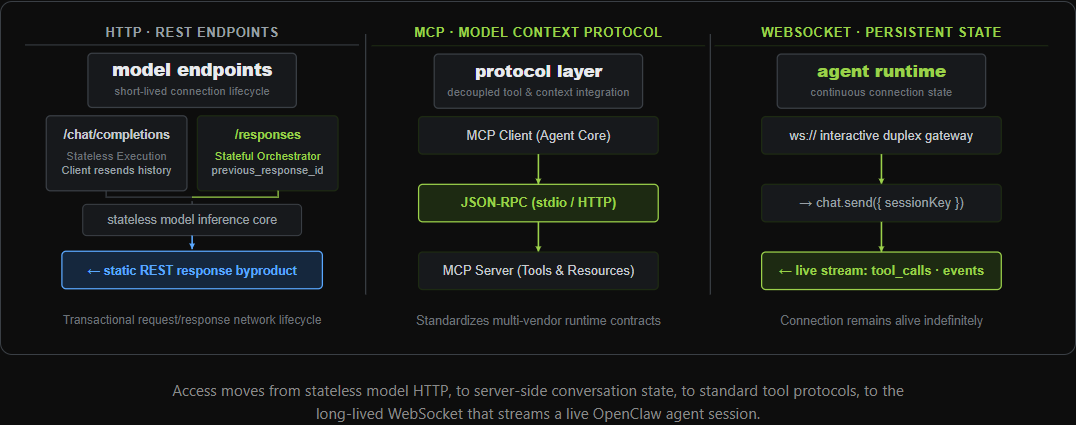 HTTP · REST ENDPOINTS
model endpoints
short-lived connection lifecycle
/chat/completions
Stateless Execution
Client resends history
/responses
Stateful Orchestrator
previous_response_id
stateless model inference core
← static REST response byproduct
Transactional request/response network lifecycle
MCP · MODEL CONTEXT PROTOCOL
protocol layer
decoupled tool & context integration
MCP Client (Agent Core)
JSON-RPC (stdio / HTTP)
MCP Server (Tools & Resources)
Standardizes multi-vendor runtime contracts
WEBSOCKET · PERSISTENT STATE
agent runtime
continuous connection state
ws:// interactive duplex gateway
→ chat.send({ sessionKey })
← live stream: tool_calls · events
Connection remains alive indefinitely
Access moves from stateless model HTTP, to server-side conversation state, to standard tool protocols, to the
long-lived WebSocket that streams a live OpenClaw agent session.